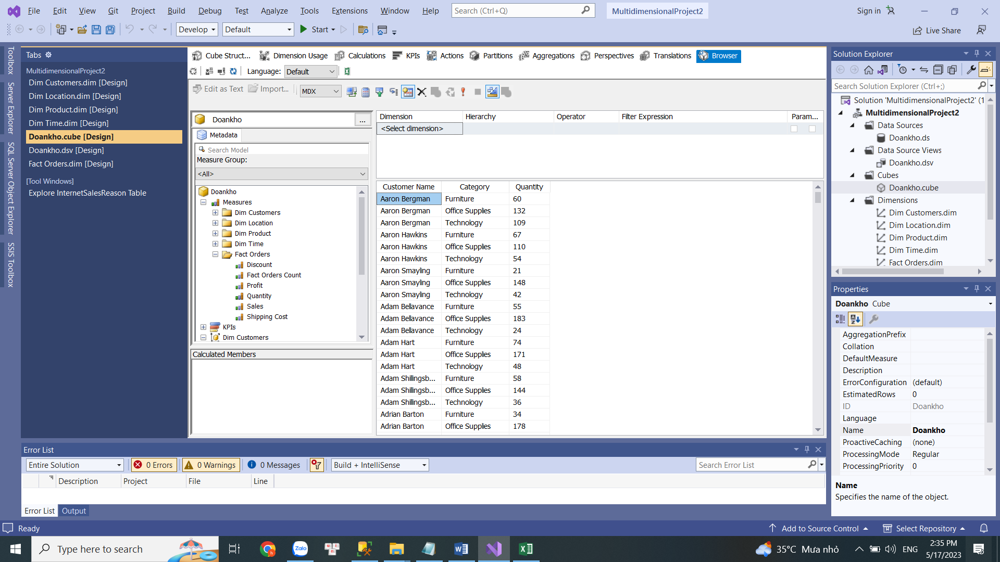 File Edit View Git Project Build Debug Test Analyze Tools Extensions Window Help Search (Ctrl+Q) MultidimensionalProject2 Sign in
Develop Default Start Live Share
Toolbox
Server Explorer
SQL Server Object Explorer
SSIS Toolbox
Tabs
MultidimensionalProject2
Dim Customers.dim [Design]
Dim Location.dim [Design]
Dim Product.dim [Design]
Dim Time.dim [Design]
Doankho.cube [Design]
Doankho.dsv [Design]
Fact Orders.dim [Design]
[Tool Windows]
Explore InternetSalesReason Table
Cube Struct... Dimension Usage Calculations KPIs Actions Partitions Aggregations Perspectives Translations Browser
Language: Default
Edit as Text Import... MDX
Doankho ...
Metadata
Search Model
Measure Group:
<All>
Doankho
Measures
Dim Customers
Dim Location
Dim Product
Dim Time
Fact Orders
Discount
Fact Orders Count
Profit
Quantity
Sales
Shipping Cost
KPIs
Dim Customers
Calculated Members
Dimension Hierarchy Operator Filter Expression Param...
<Select dimension>
Customer Name Category Quantity
Aaron Bergman Furniture 60
Aaron Bergman Office Supplies 132
Aaron Bergman Technology 109
Aaron Hawkins Furniture 67
Aaron Hawkins Office Supplies 110
Aaron Hawkins Technology 54
Aaron Smayling Furniture 21
Aaron Smayling Office Supplies 148
Aaron Smayling Technology 42
Adam Bellavance Furniture 55
Adam Bellavance Office Supplies 183
Adam Bellavance Technology 24
Adam Hart Furniture 74
Adam Hart Office Supplies 171
Adam Hart Technology 48
Adam Shillingsb... Furniture 58
Adam Shillingsb... Office Supplies 144
Adam Shillingsb... Technology 36
Adrian Barton Furniture 34
Adrian Barton Office Supplies 178
Solution Explorer
Search Solution Explorer (Ctrl+;)
Solution 'MultidimensionalProject2' (1
MultidimensionalProject2
Data Sources
Doankho.ds
Data Source Views
Doankho.dsv
Cubes
Doankho.cube
Dimensions
Dim Customers.dim
Dim Location.dim
Dim Product.dim
Dim Time.dim
Fact Orders.dim
Properties
Doankho Cube
AggregationPrefix
Collation
DefaultMeasure
Description
ErrorConfiguration (default)
EstimatedRows 0
ID Doankho
Language
Name Doankho
ProactiveCaching (none)
ProcessingMode Regular
ProcessingPriority 0
Name
Specifies the name of the object.
Error List
Entire Solution 0 Errors 0 Warnings 0 Messages Build + IntelliSense Search Error List
Description Project File Line
Error List Output
Ready Add to Source Control Select Repository
Type here to search Zalo 35°C Mưa nhỏ ENG 2:35 PM
5/17/2023